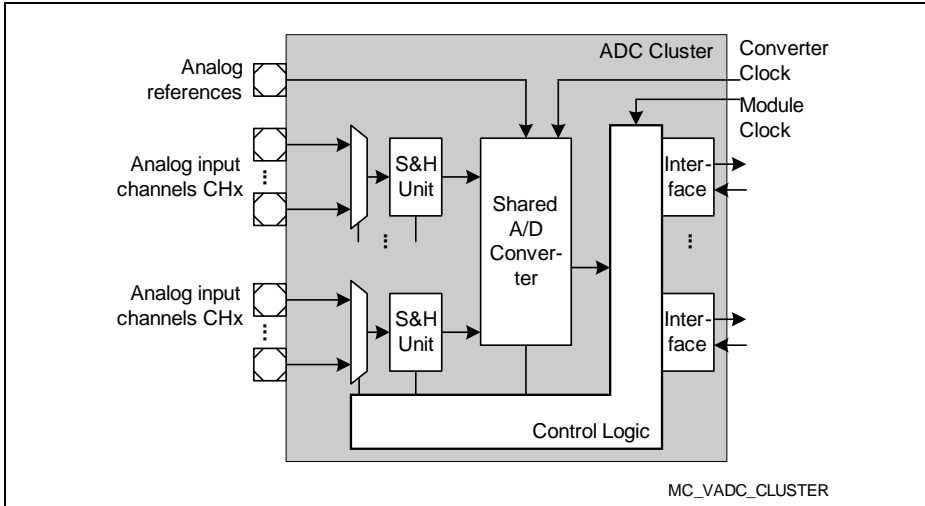 ADC Cluster
Converter
Clock
Analog
references
Module
Clock
Analog input
channels CHx
S&H
Unit
Inter-
face
Shared
A/D
Conver-
ter
Analog input
channels CHx
S&H
Unit
Inter-
face
Control Logic
MC_VADC_CLUSTER